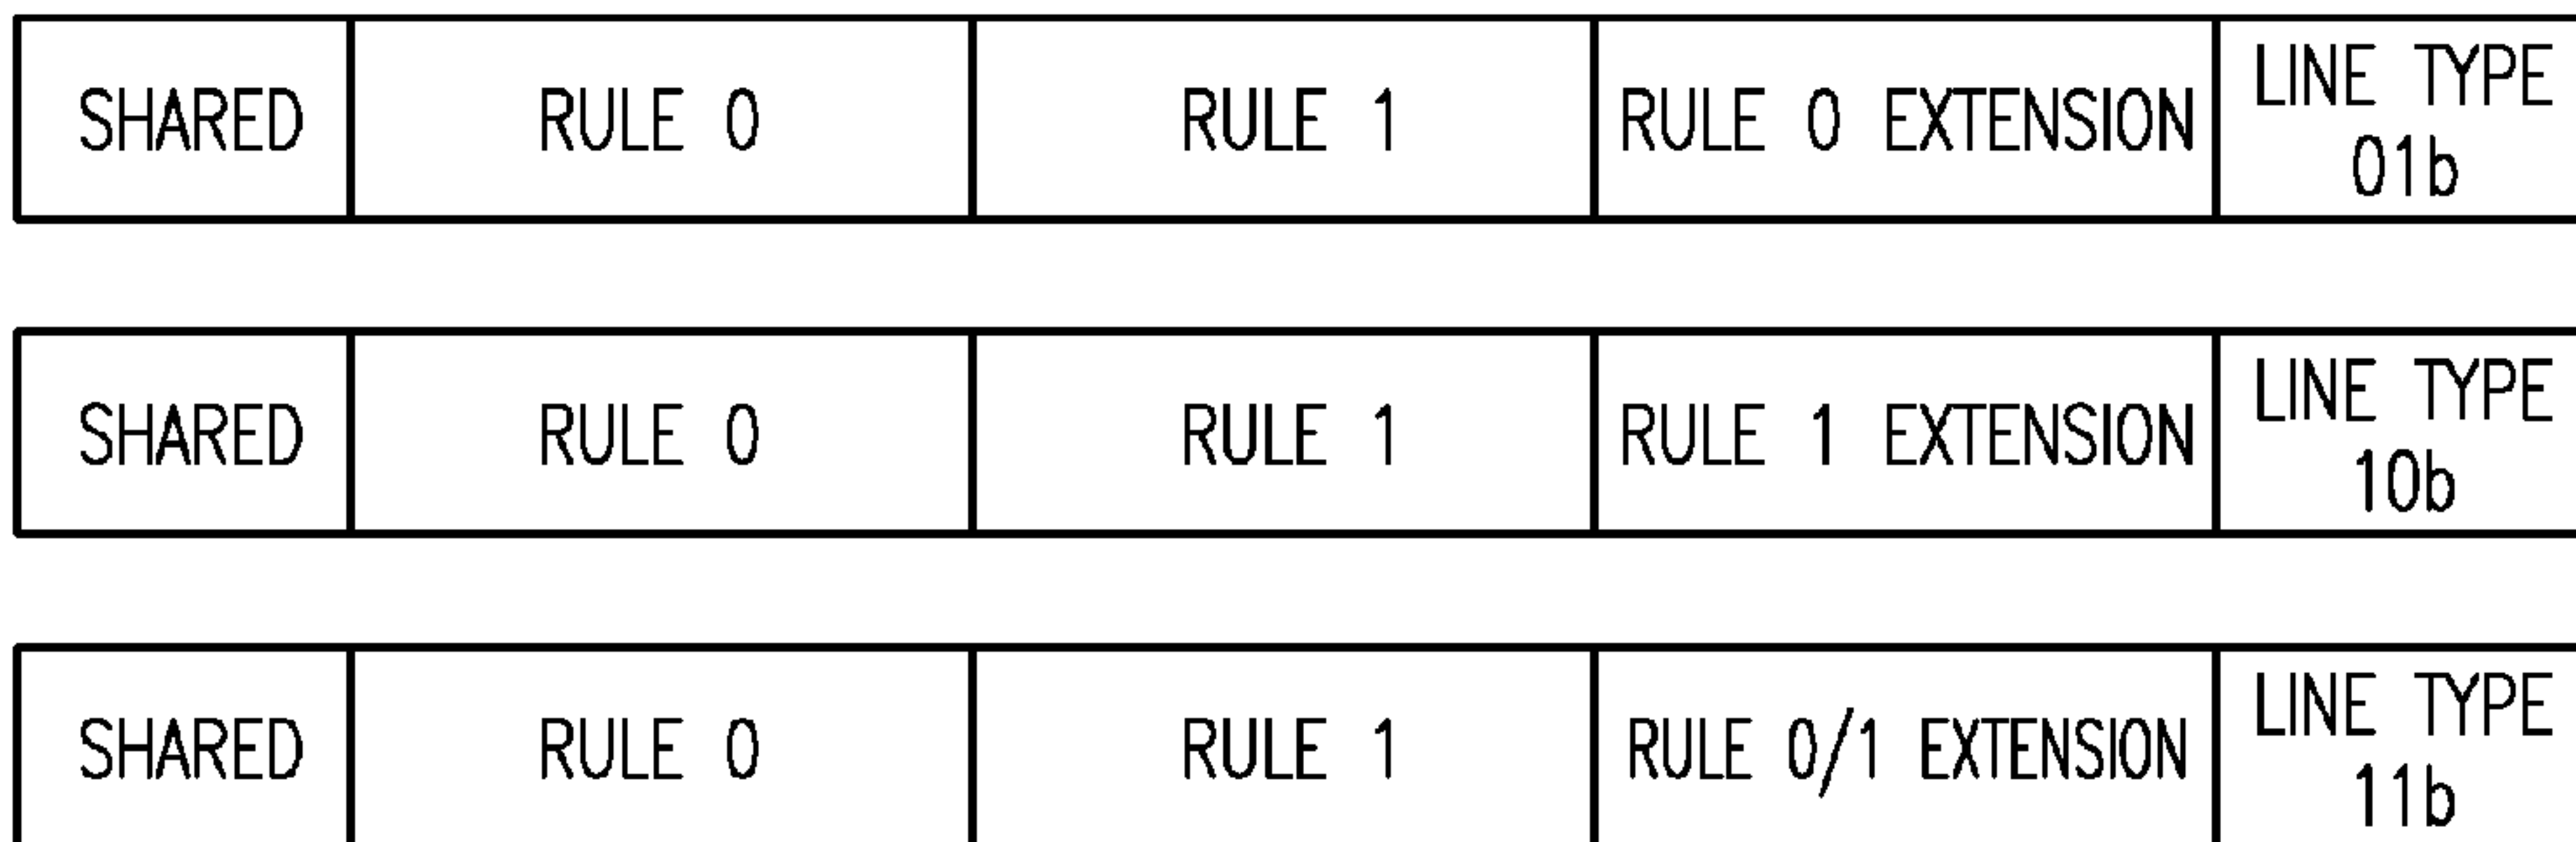 SHARED RULE 0 RULE 1 RULE 0 EXTENSION LINE TYPE
01b
SHARED RULE 0 RULE 1 RULE 1 EXTENSION LINE TYPE
10b
SHARED RULE 0 RULE 1 RULE 0/1 EXTENSION LINE TYPE
11b